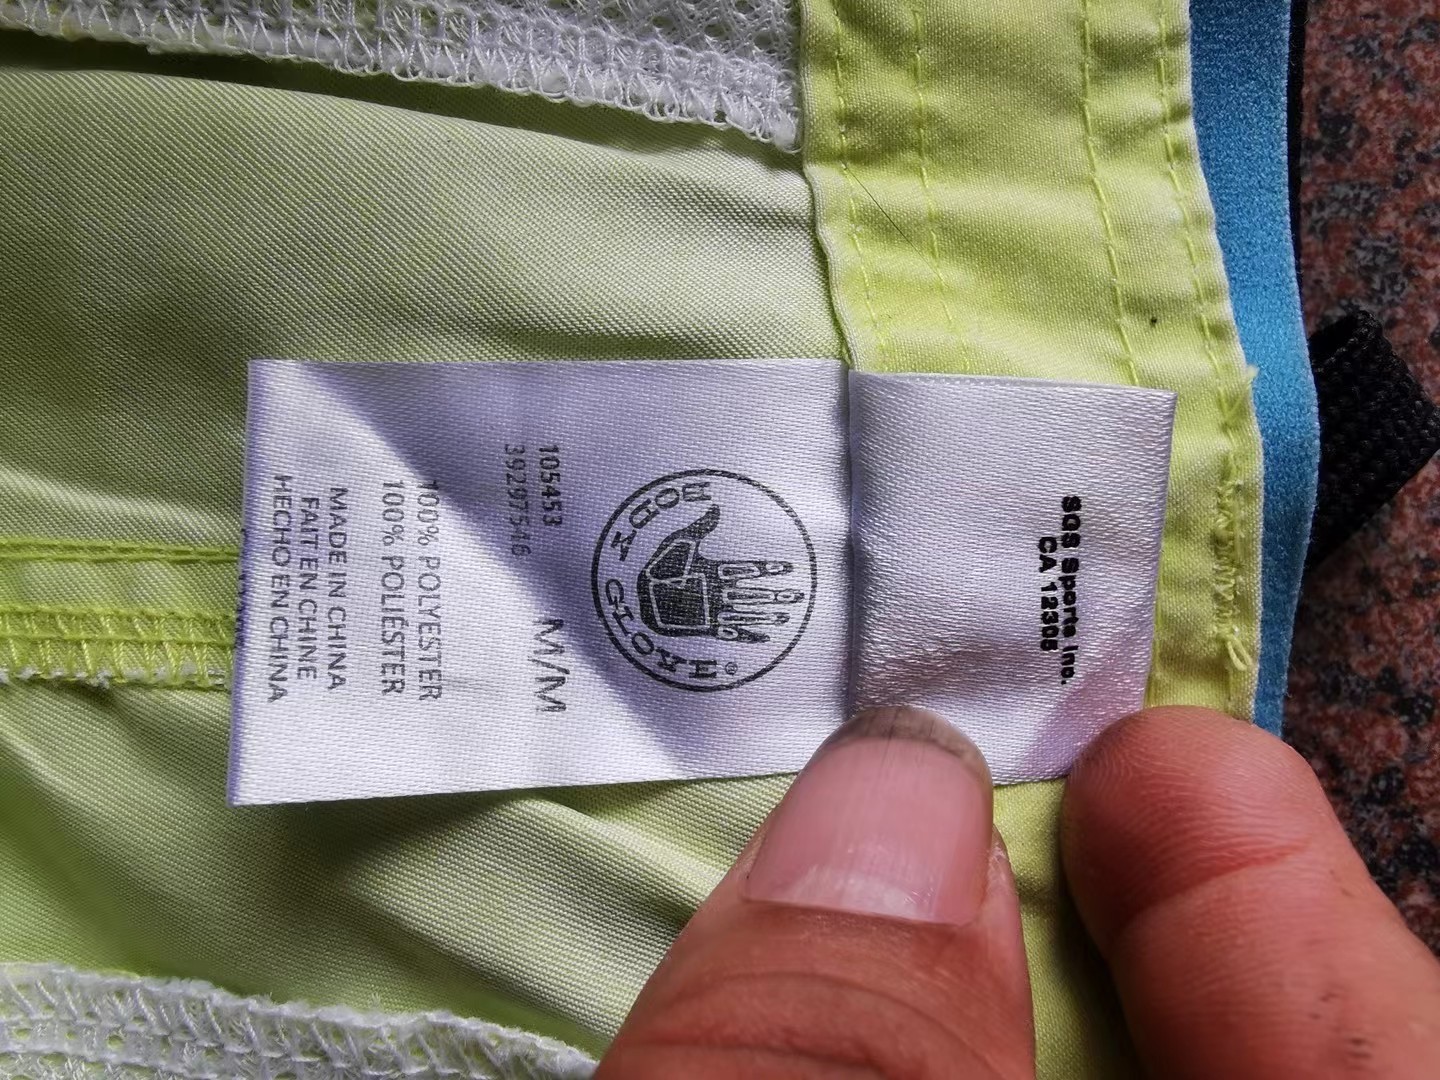 SGS Sports Inc.
CA 12308
BODY GLOVE
®
105453
39297546
M/M
100% POLYESTER
100% POLIÉSTER
MADE IN CHINA
FAIT EN CHINE
HECHO EN CHINA